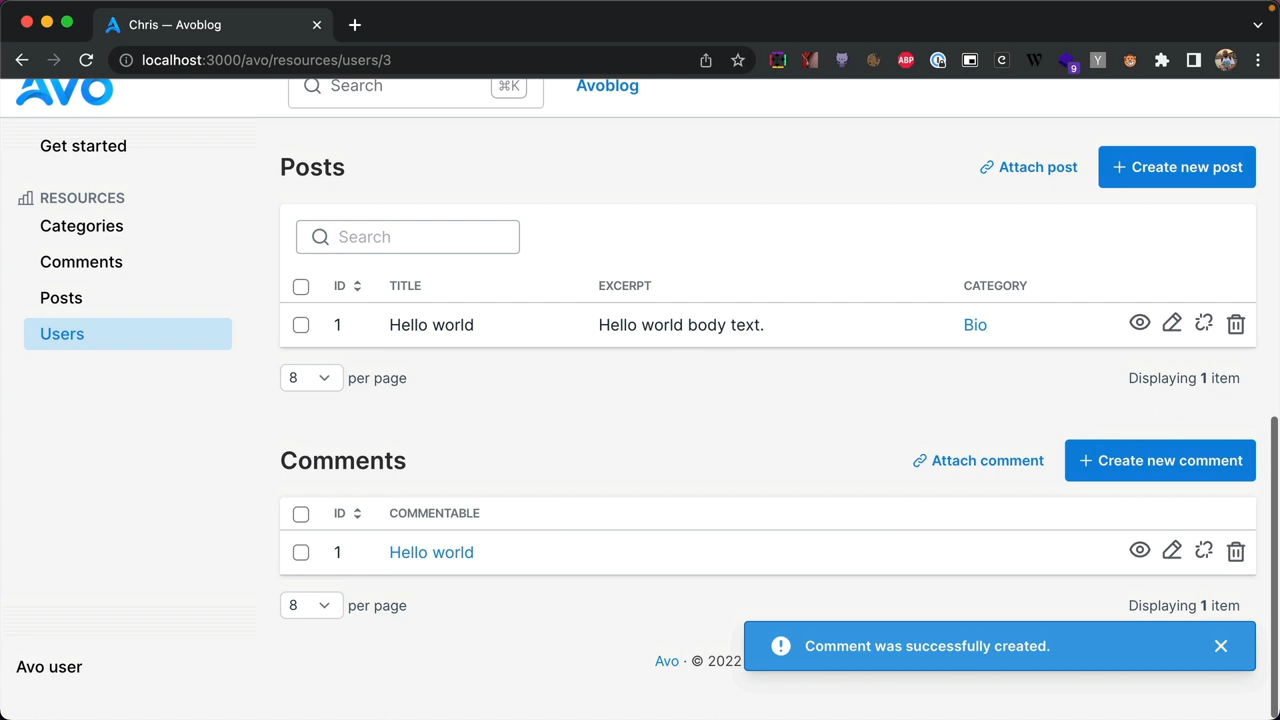 Chris — Avoblog
localhost:3000/avo/resources/users/3
ABP
C
W
9
Y
Avo
Search
⌘K
Avoblog
Get started
RESOURCES
Categories
Comments
Posts
Users
Avo user
Posts
Attach post
+ Create new post
Search
ID TITLE EXCERPT CATEGORY
1 Hello world Hello world body text. Bio
8 per page
Displaying 1 item
Comments
Attach comment
+ Create new comment
ID COMMENTABLE
1 Hello world
8 per page
Displaying 1 item
Avo · © 2022
Comment was successfully created.